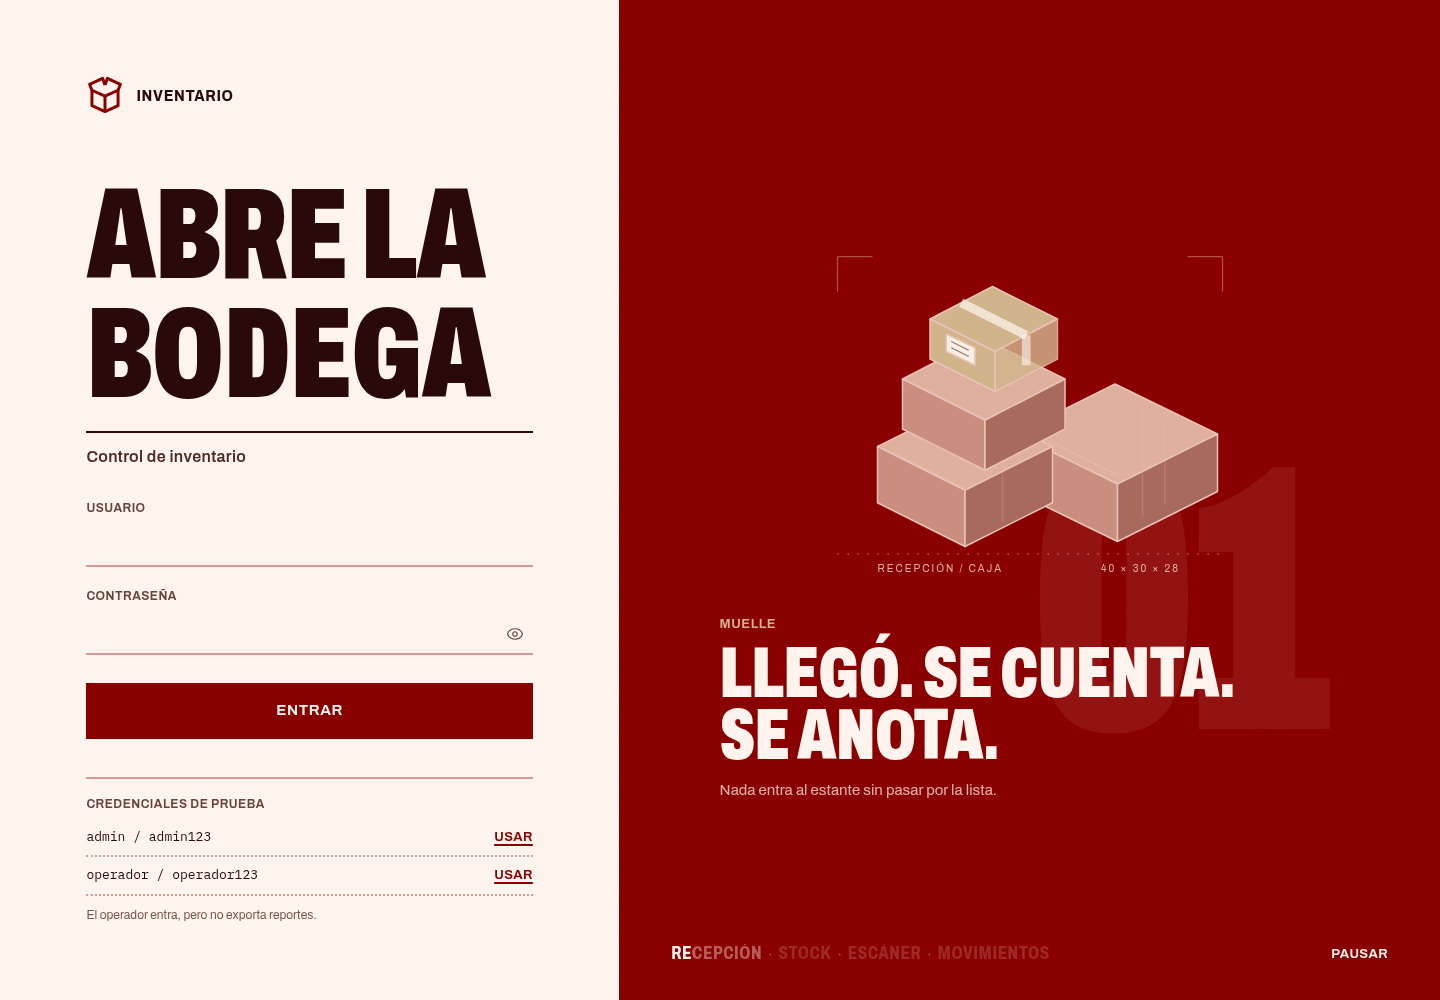 INVENTARIO
ABRE LA
BODEGA
Control de inventario
USUARIO
CONTRASEÑA
ENTRAR
CREDENCIALES DE PRUEBA
admin / admin123 USAR
operador / operador123 USAR
El operador entra, pero no exporta reportes.
RECEPCIÓN / CAJA 40 × 30 × 28
01
MUELLE
LLEGÓ. SE CUENTA.
SE ANOTA.
Nada entra al estante sin pasar por la lista.
RECEPCIÓN · STOCK · ESCÁNER · MOVIMIENTOS PAUSAR